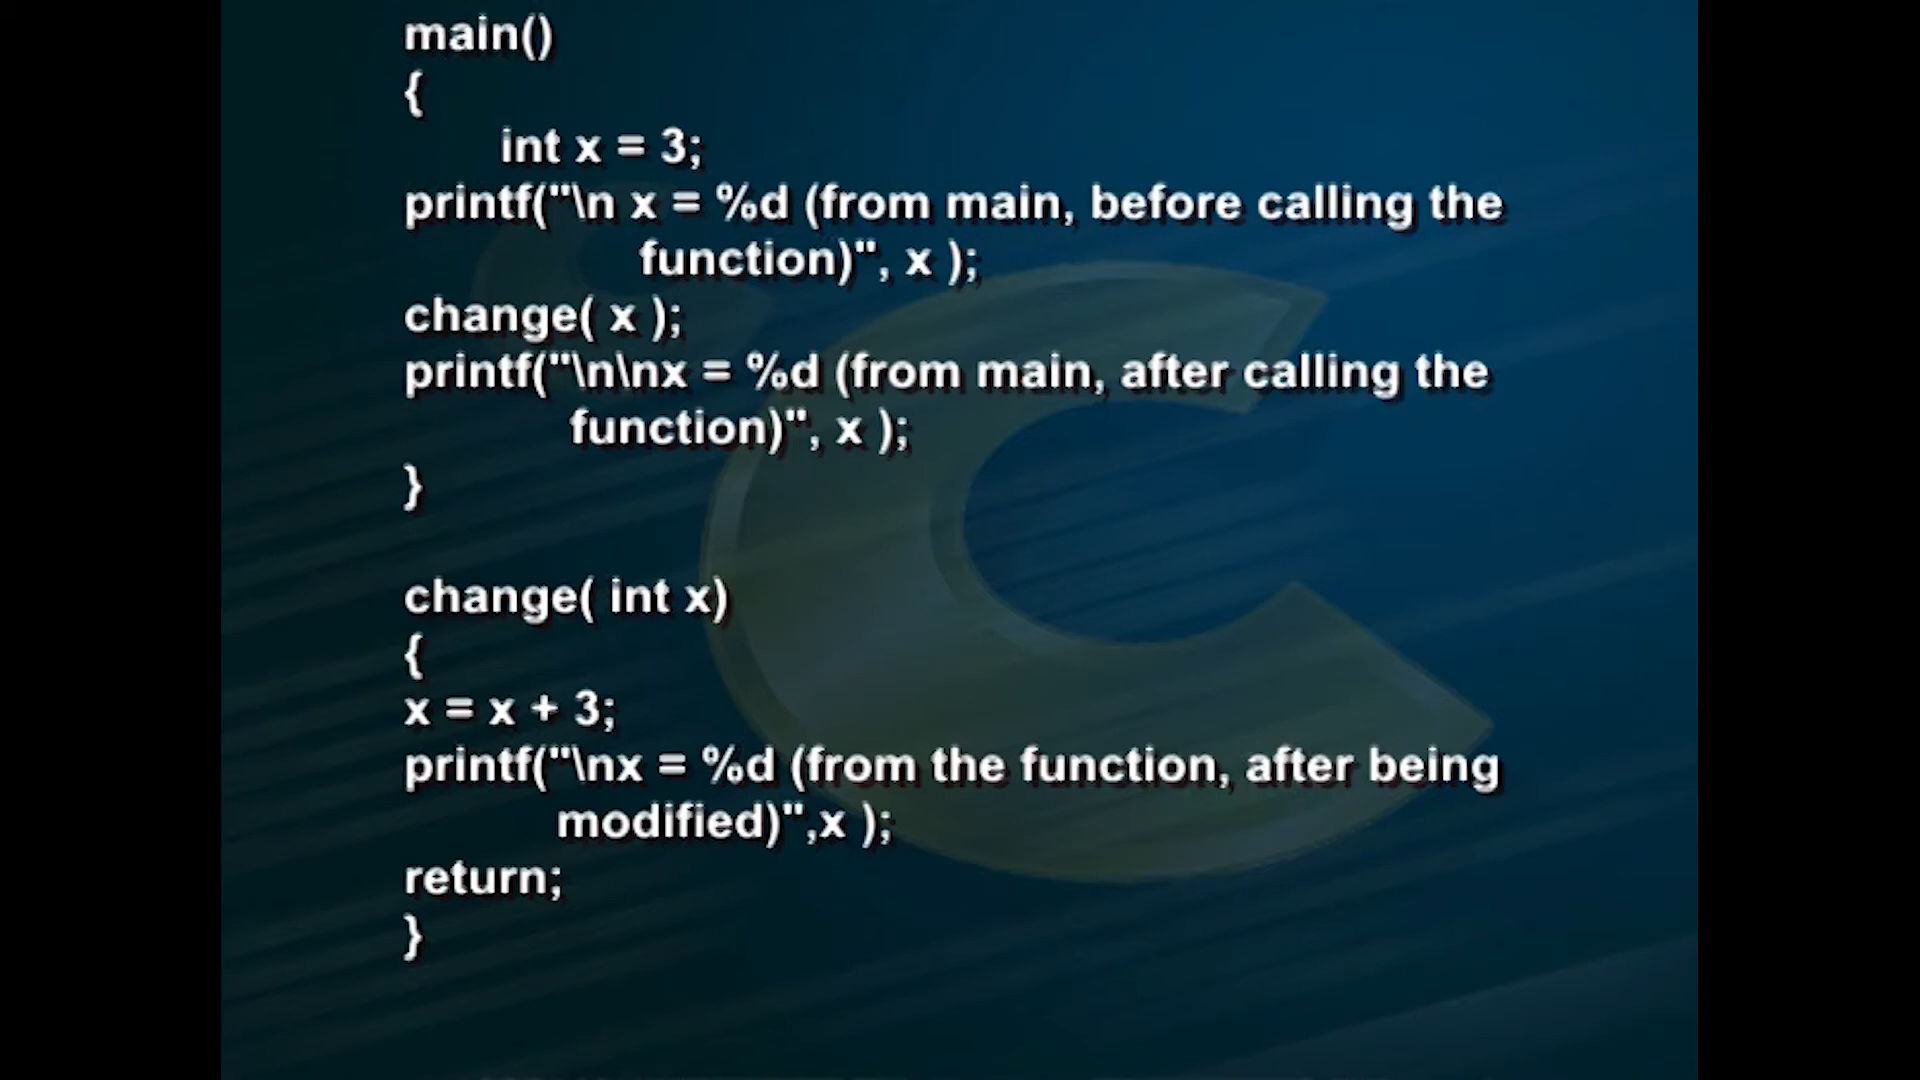 main()
{
int x = 3;
printf("\n x = %d (from main, before calling the
function)", x );
change( x );
printf("\n\nx = %d (from main, after calling the
function)", x );
}
change( int x)
{
x = x + 3;
printf("\nx = %d (from the function, after being
modified)",x );
return;
}